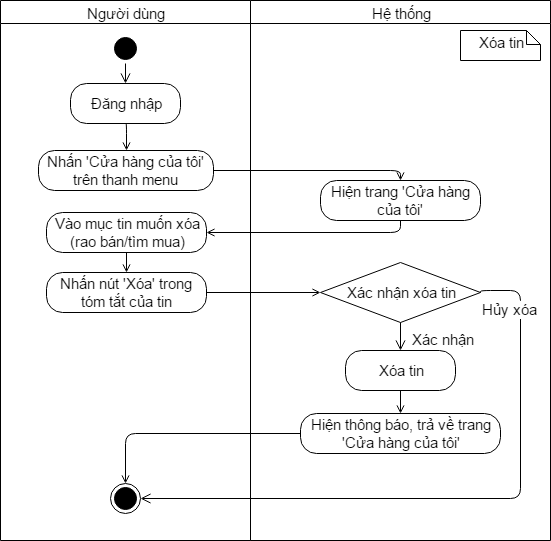 Người dùng
Hệ thống
Xóa tin
Đăng nhập
Nhấn 'Cửa hàng của tôi'
trên thanh menu
Hiện trang 'Cửa hàng
của tôi'
Vào mục tin muốn xóa
(rao bán/tìm mua)
Nhấn nút 'Xóa' trong
tóm tắt của tin
Xác nhận xóa tin
Hủy xóa
Xác nhận
Xóa tin
Hiện thông báo, trả về trang
'Cửa hàng của tôi'